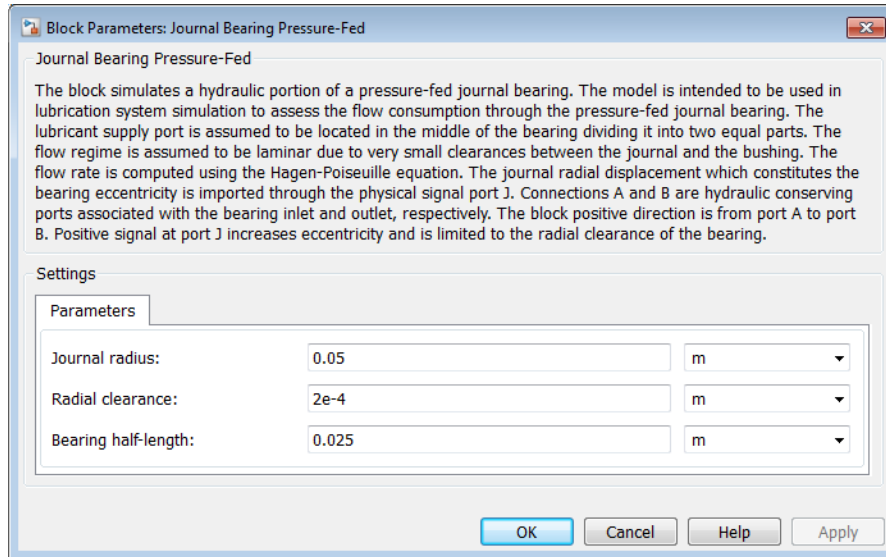 Block Parameters: Journal Bearing Pressure-Fed
Journal Bearing Pressure-Fed
The block simulates a hydraulic portion of a pressure-fed journal bearing. The model is intended to be used in
lubrication system simulation to assess the flow consumption through the pressure-fed journal bearing. The
lubricant supply port is assumed to be located in the middle of the bearing dividing it into two equal parts. The
flow regime is assumed to be laminar due to very small clearances between the journal and the bushing. The
flow rate is computed using the Hagen-Poiseuille equation. The journal radial displacement which constitutes the
bearing eccentricity is imported through the physical signal port J. Connections A and B are hydraulic conserving
ports associated with the bearing inlet and outlet, respectively. The block positive direction is from port A to port
B. Positive signal at port J increases eccentricity and is limited to the radial clearance of the bearing.
Settings
Parameters
Journal radius: 0.05 m
Radial clearance: 2e-4 m
Bearing half-length: 0.025 m
OK Cancel Help Apply